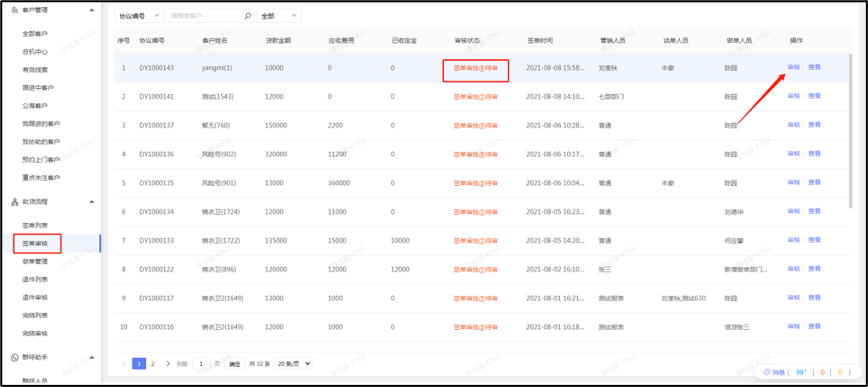 客户管理
全部客户
总机中心
有效线索
跟进中客户
公海客户
我跟进的客户
我协助的客户
预约上门客户
重点关注客户
助贷流程
签单列表
签单审核
做单管理
退件列表
退件审核
完结列表
完结审核
群呼助手
群呼人员
协议编号 请搜索客户 全部
序号 协议编号 客户姓名 贷款金额 应收费用 已收定金 审核状态 签单时间 营销人员 谈单人员 做单人员 操作
1 DY1000143 yangmi(1) 10000 0 0 签单审批④待审 2021-08-08 15:58... 刘奎秋 丰豪 陈园 审核 查看
2 DY1000141 测试(1543) 12000 0 0 签单审批①待审 2021-08-08 14:10... 七部部门 陈园 审核 查看
3 DY1000137 暂无(760) 150000 2200 0 签单审批④待审 2021-08-06 10:28... 普通 陈园 审核 查看
4 DY1000136 风险号(902) 320000 11200 0 签单审批④待审 2021-08-06 10:17... 普通 陈园 审核 查看
5 DY1000135 风险号(901) 13000 360000 0 签单审批②待审 2021-08-06 10:04... 普通 丰豪 陈园 审核 查看
6 DY1000134 锦衣卫(1724) 12000 11000 0 签单审批②待审 2021-08-05 16:23... 普通 刘德华 审核 查看
7 DY1000133 锦衣卫(1722) 135000 15000 10000 签单审批①待审 2021-08-05 14:20... 普通 何应馨 审核 查看
8 DY1000122 锦衣卫(896) 120000 12000 12000 签单审批①待审 2021-08-02 16:10... 张三 新增做单部门... 审核 查看
9 DY1000117 锦衣卫2(1649) 13000 1000 0 签单审批③待审 2021-08-01 16:21... 测试报表 刘奎秋,测试630 陈园 审核 查看
10 DY1000116 锦衣卫2(1649) 12000 1000 0 签单审批②待审 2021-08-01 16:18... 测试报表 信贷张三 审核 查看
1 2 到第 1 页 确定 共 32 条 20 条/页
消息 ( 99+ | 0 | 0 )